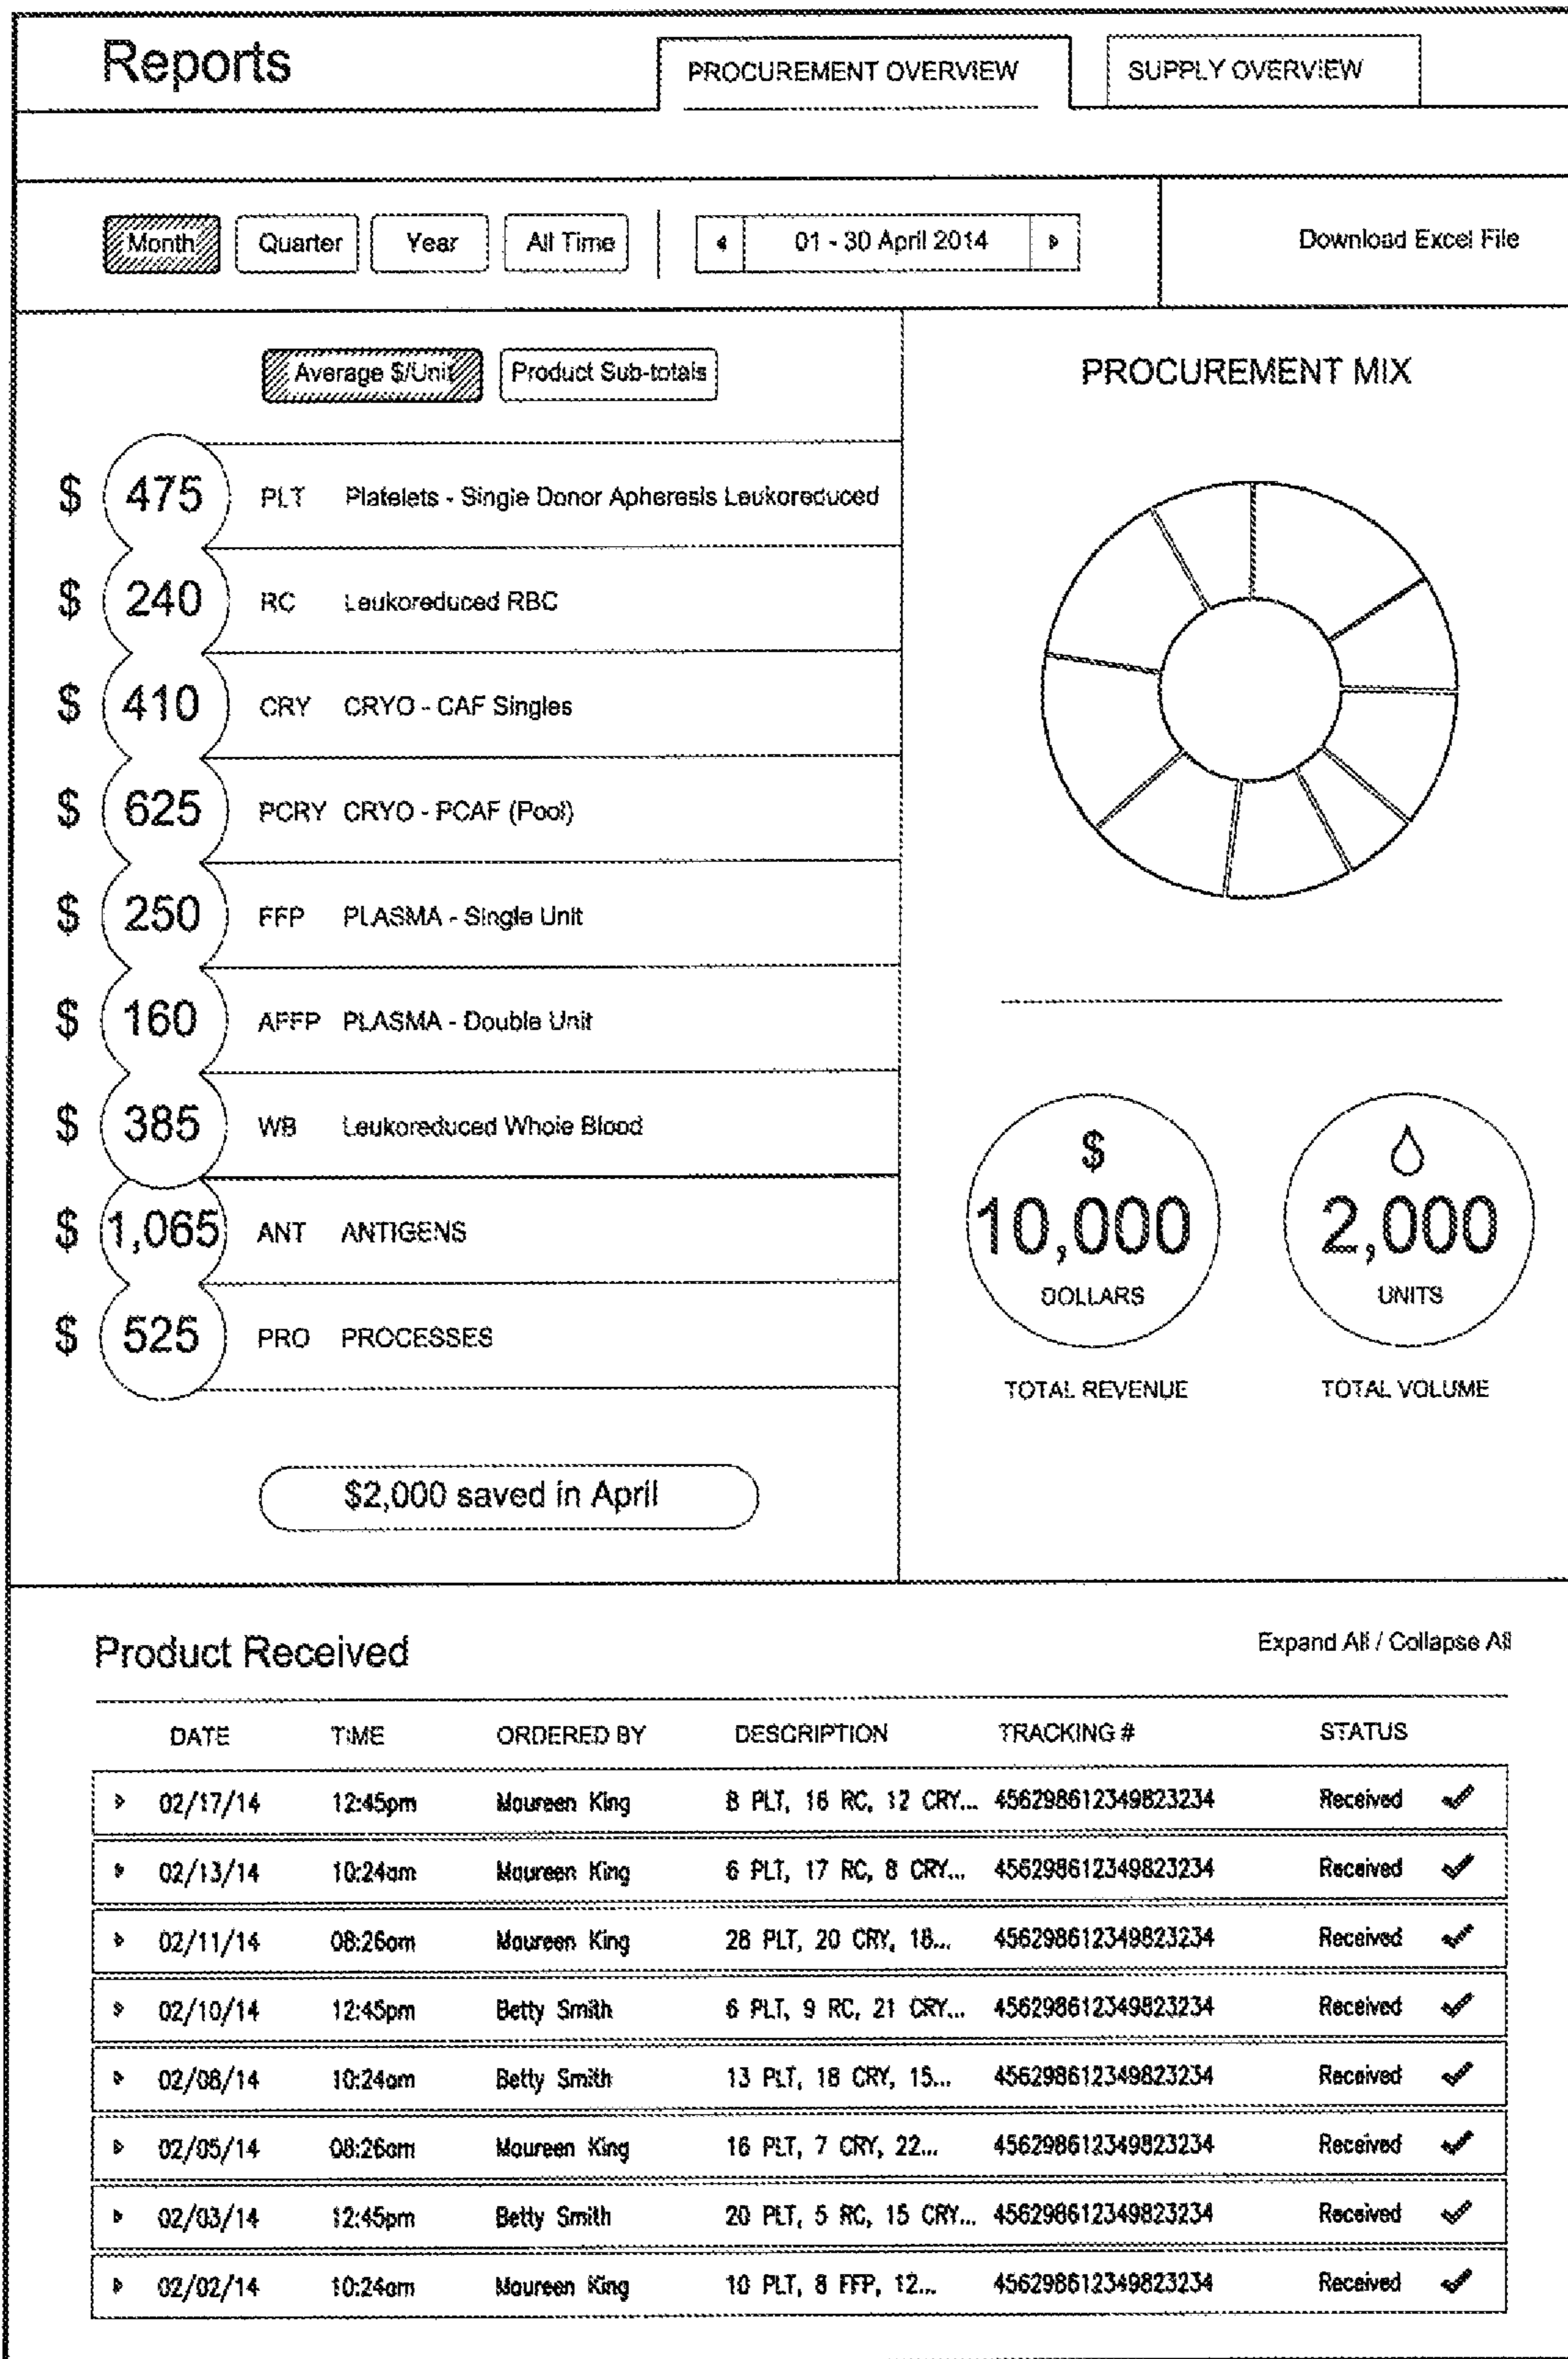 Reports
PROCUREMENT OVERVIEW
SUPPLY OVERVIEW
Month Quarter Year All Time 01 - 30 April 2014 Download Excel File
Average $/Unit Product Sub-totals
$ 475 PLT Platelets - Single Donor Apheresis Leukoreduced
$ 240 RC Leukoreduced RBC
$ 410 CRY CRYO - CAF Singles
$ 625 PCRY CRYO - PCAF (Pool)
$ 250 FFP PLASMA - Single Unit
$ 160 AFFP PLASMA - Double Unit
$ 385 WB Leukoreduced Whole Blood
$ 1,065 ANT ANTIGENS
$ 525 PRO PROCESSES
$2,000 saved in April
PROCUREMENT MIX
$
10,000
DOLLARS
TOTAL REVENUE
2,000
UNITS
TOTAL VOLUME
Product Received
Expand All / Collapse All
DATE TIME ORDERED BY DESCRIPTION TRACKING # STATUS
02/17/14 12:45pm Maureen King 8 PLT, 16 RC, 12 CRY... 456298612349823234 Received
02/13/14 10:24am Maureen King 6 PLT, 17 RC, 8 CRY... 456298612349823234 Received
02/11/14 08:26am Maureen King 28 PLT, 20 CRY, 18... 456298612349823234 Received
02/10/14 12:45pm Betty Smith 6 PLT, 9 RC, 21 CRY... 456298612349823234 Received
02/08/14 10:24am Betty Smith 13 PLT, 18 CRY, 15... 456298612349823234 Received
02/05/14 08:26am Maureen King 16 PLT, 7 CRY, 22... 456298612349823234 Received
02/03/14 12:45pm Betty Smith 20 PLT, 5 RC, 15 CRY... 456298612349823234 Received
02/02/14 10:24am Maureen King 10 PLT, 8 FFP, 12... 456298612349823234 Received